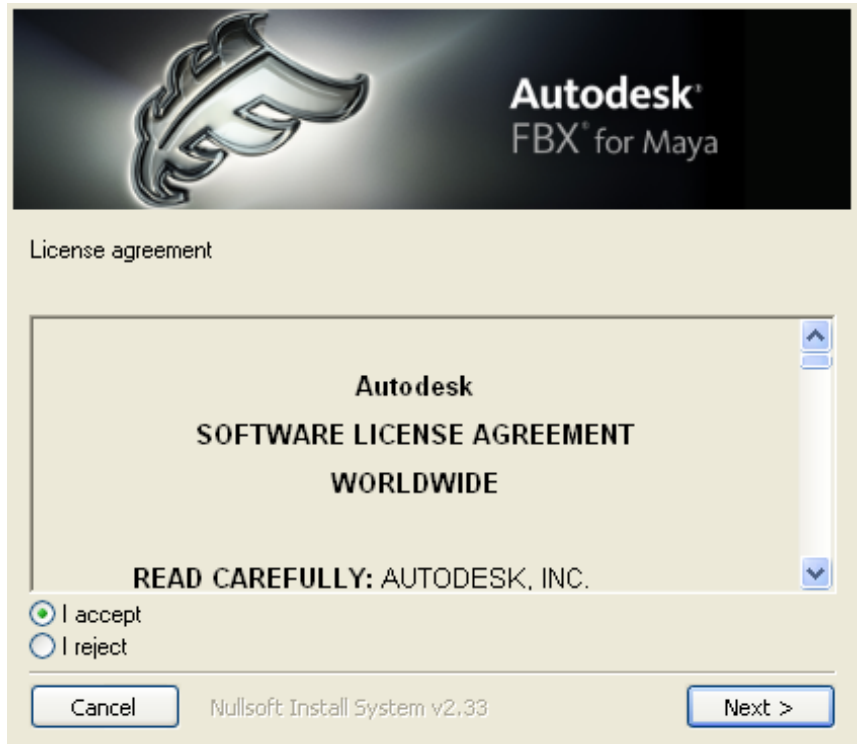 Autodesk®
FBX® for Maya
License agreement
Autodesk
SOFTWARE LICENSE AGREEMENT
WORLDWIDE
READ CAREFULLY: AUTODESK, INC.
I accept
I reject
Cancel
Nullsoft Install System v2.33
Next >